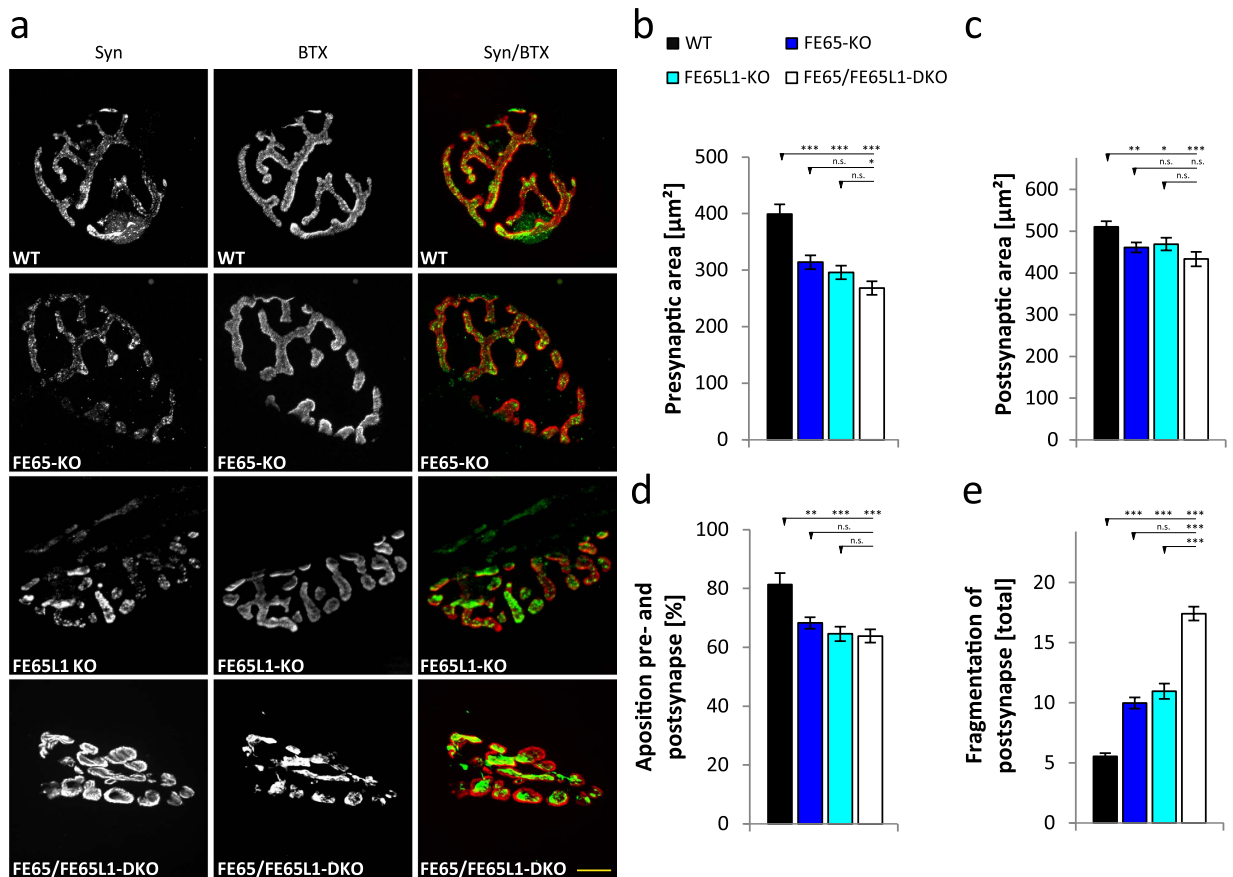 a
Syn BTX Syn/BTX
WT WT WT
FE65-KO FE65-KO FE65-KO
FE65L1 KO FE65L1-KO FE65L1-KO
FE65/FE65L1-DKO FE65/FE65L1-DKO FE65/FE65L1-DKO
b
WT FE65-KO
FE65L1-KO FE65/FE65L1-DKO
*** *** ***
n.s. *
n.s.
Presynaptic area [µm²]
500
400
300
200
100
0
c
** * ***
n.s. n.s.
n.s.
Postsynaptic area [µm²]
600
500
400
300
200
100
0
d
** *** ***
n.s.
n.s.
Aposition pre- and
postsynapse [%]
100
80
60
40
20
0
e
*** *** ***
n.s. ***
***
Fragmentation of
postsynapse [total]
20
15
10
5
0